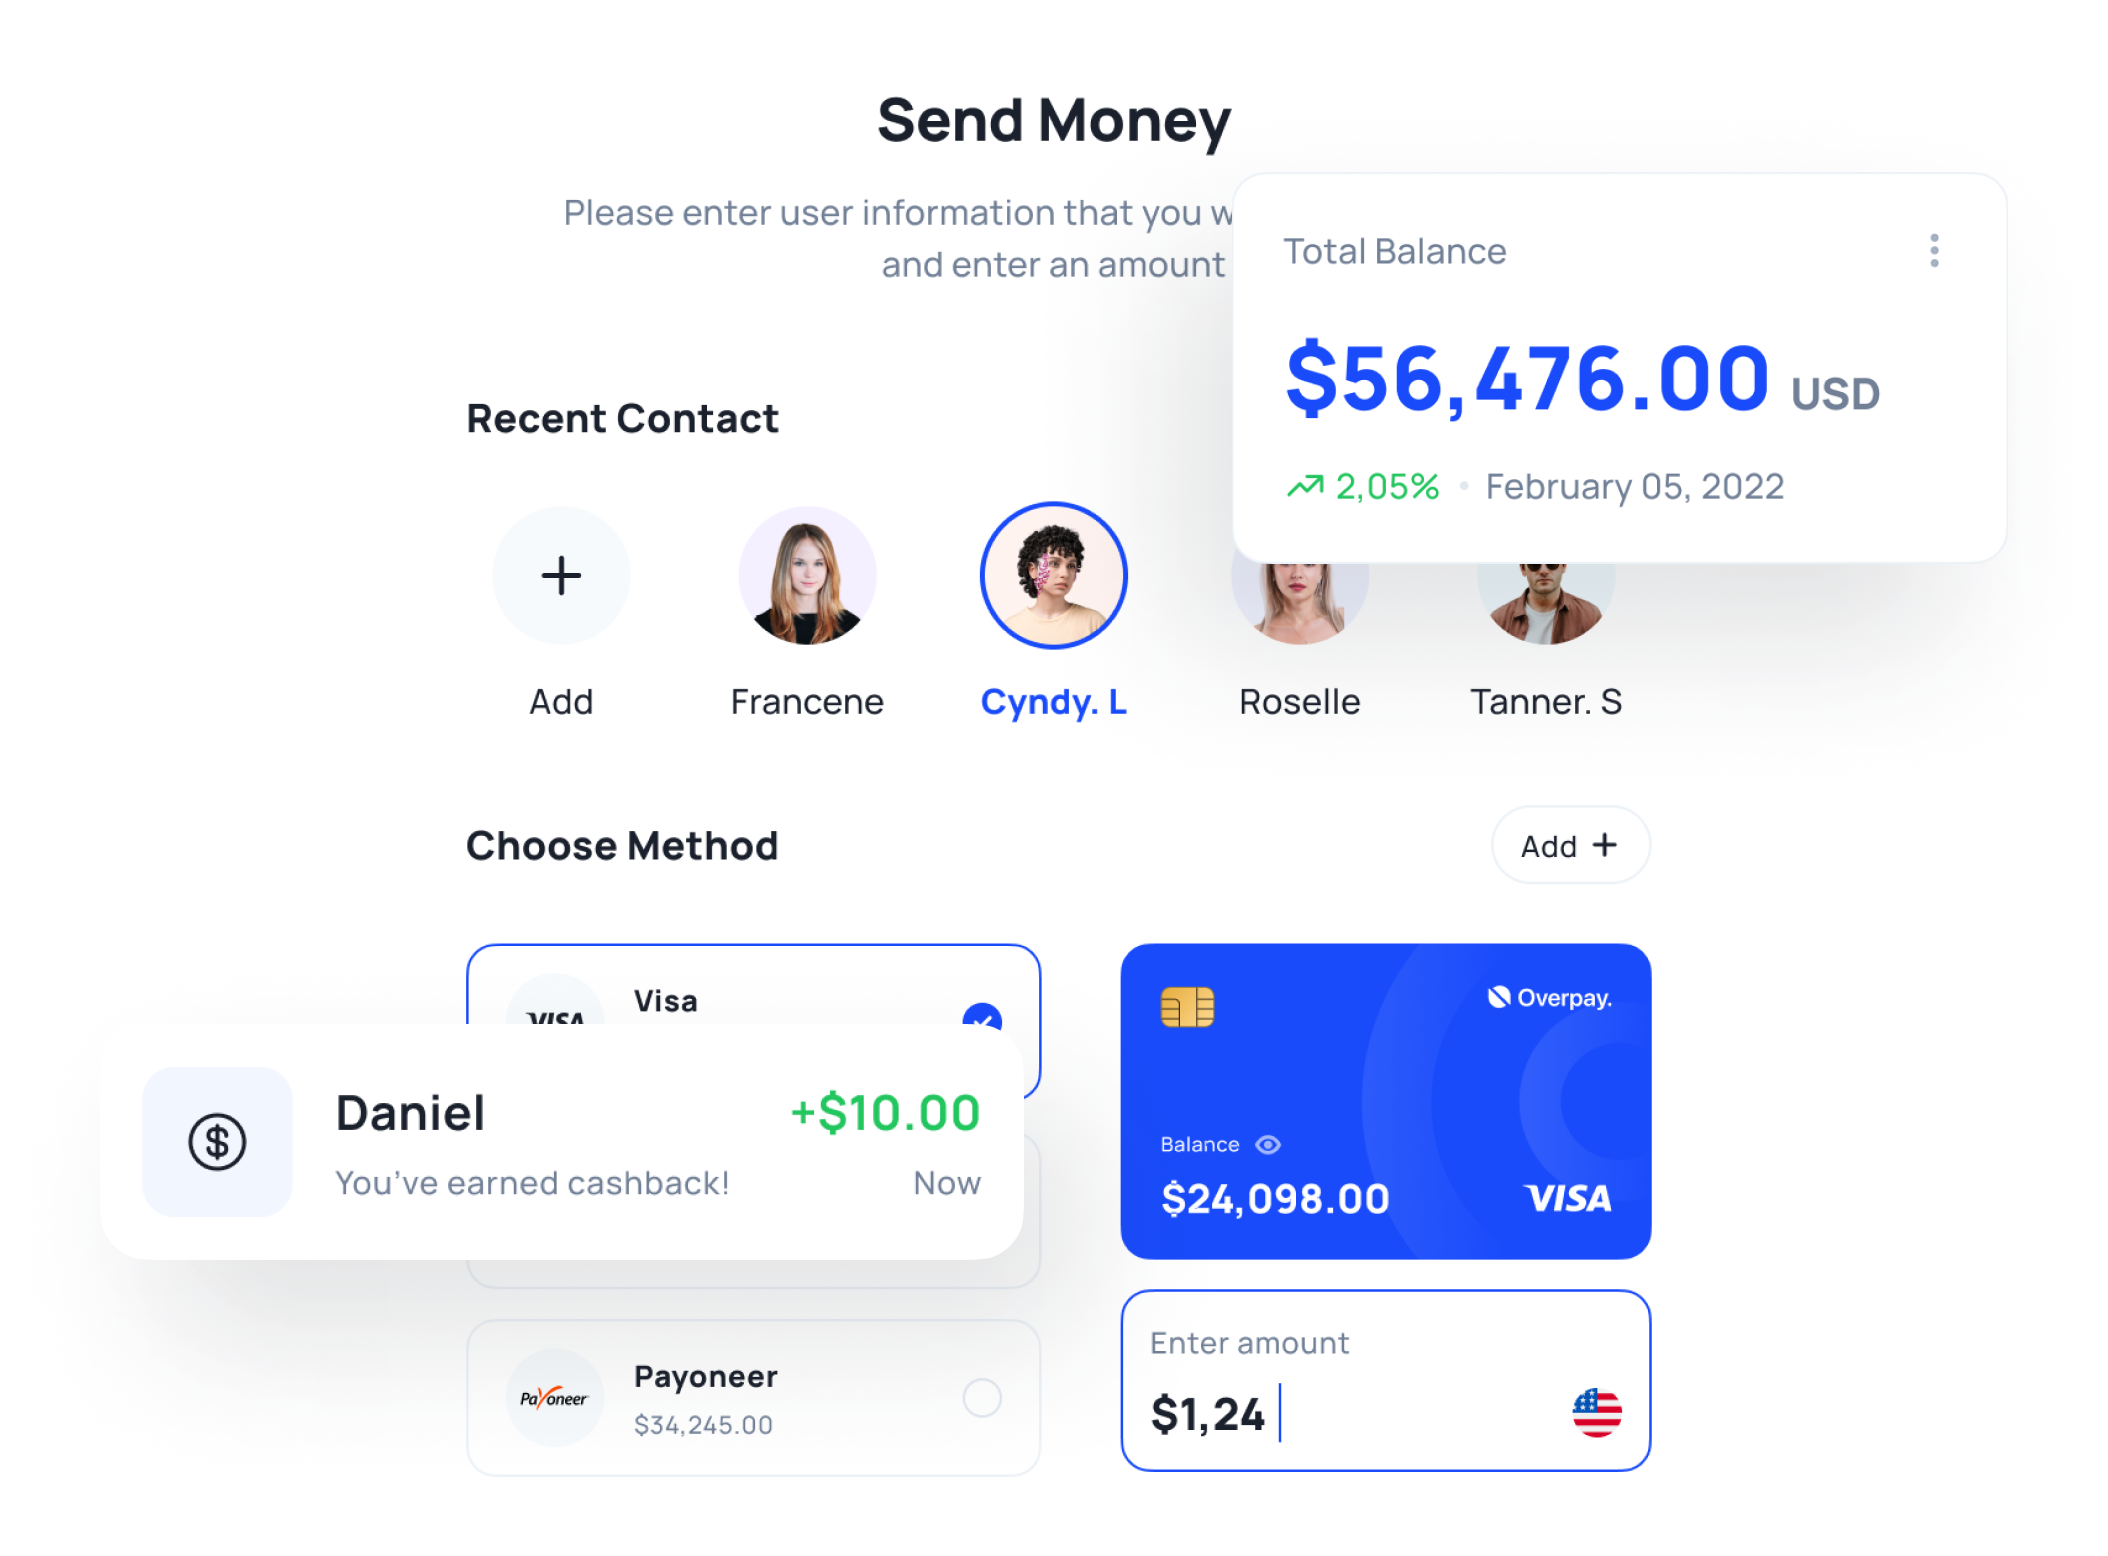 Send Money
Please enter user information that you
and enter an amount
Total Balance
$56,476.00 USD
2,05% • February 05, 2022
Recent Contact
Add
Francene
Cyndy. L
Roselle
Tanner. S
Choose Method
Add +
VISA
Visa
Overpay.
Daniel
+$10.00
You’ve earned cashback!
Now
Balance
$24,098.00
VISA
Payoneer
Payoneer
$34,245.00
Enter amount
$1,24